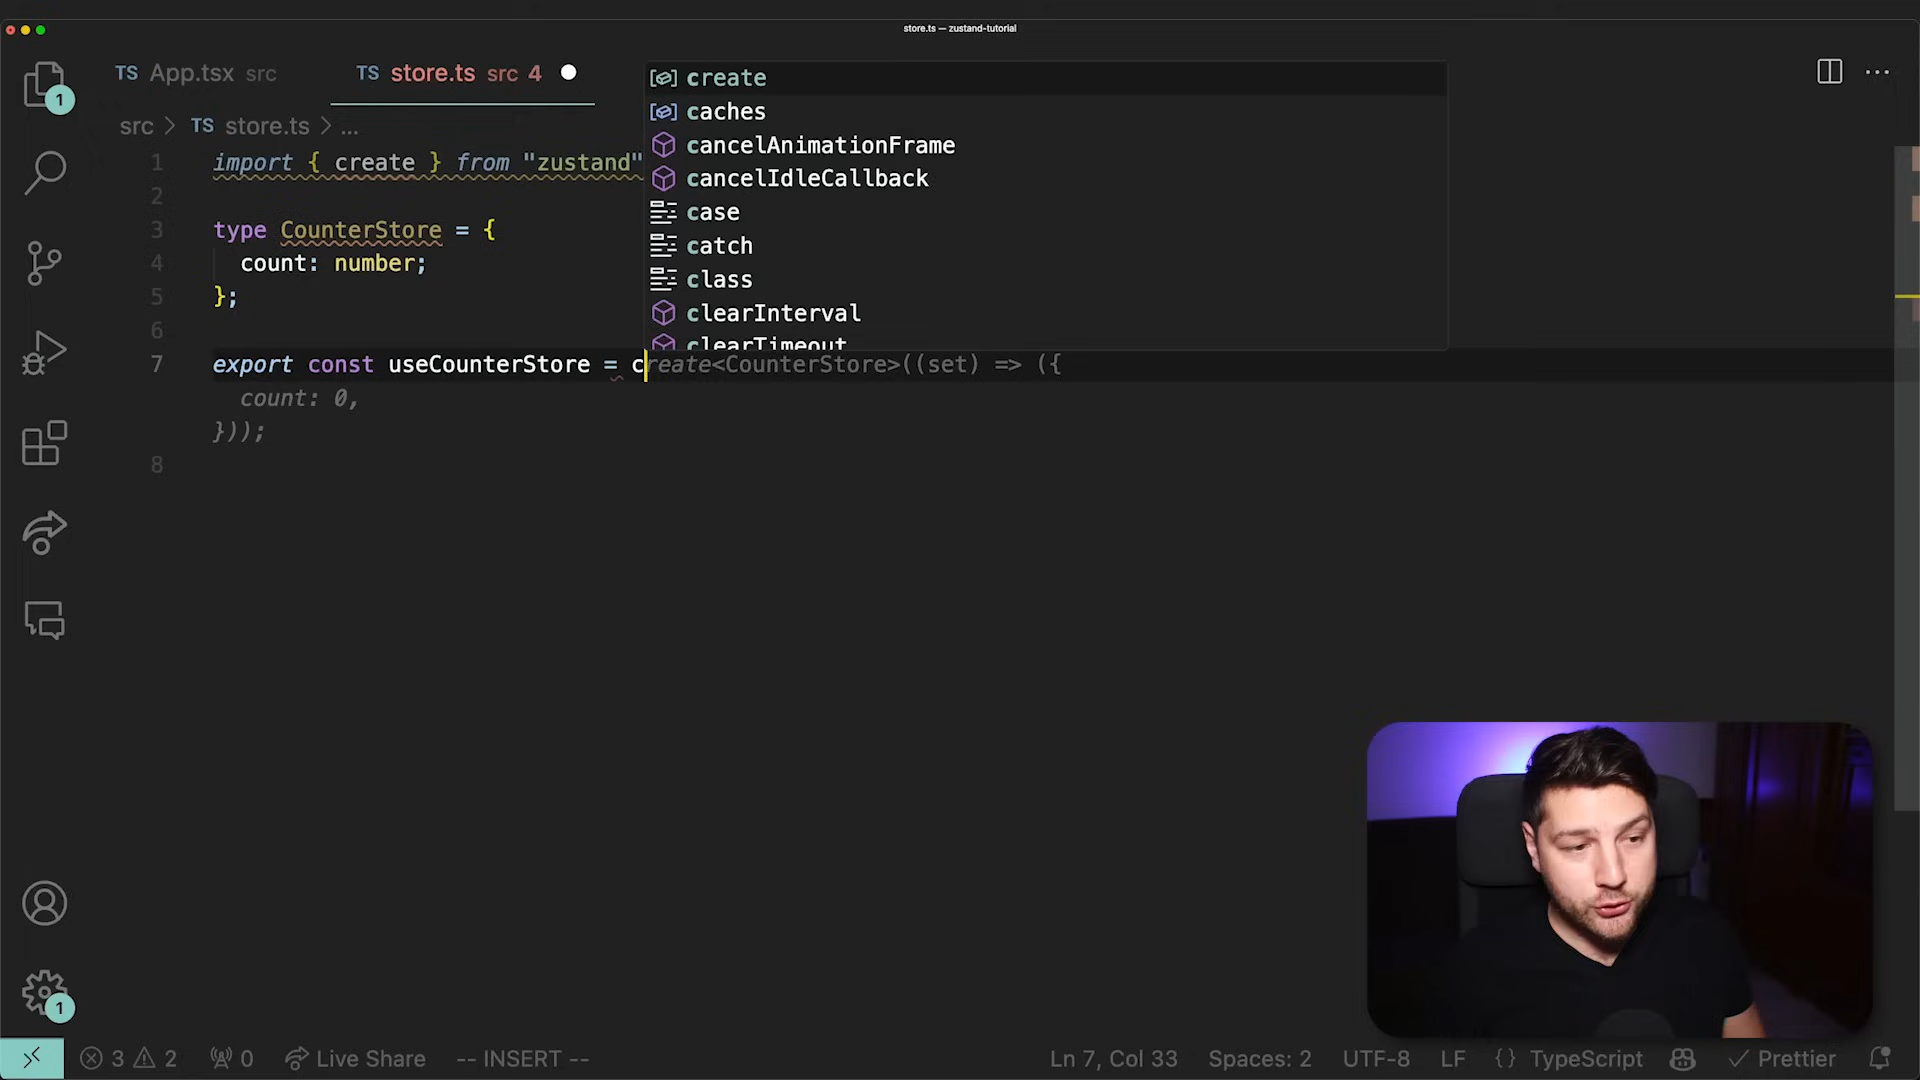 store.ts — zustand-tutorial
TS App.tsx src
TS store.ts src 4
src > TS store.ts > ...
1
1 import { create } from "zustand"
2
3 type CounterStore = {
4 count: number;
5 };
6
7 export const useCounterStore = create<CounterStore>((set) => ({
count: 0,
}));
8
create
caches
cancelAnimationFrame
cancelIdleCallback
case
catch
class
clearInterval
clearTimeout
1
3 2 0 Live Share -- INSERT -- Ln 7, Col 33 Spaces: 2 UTF-8 LF {} TypeScript Prettier